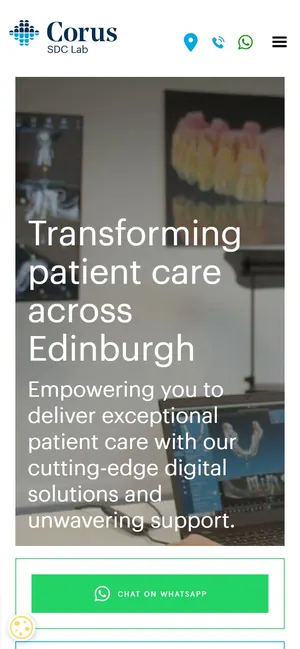 Corus
SDC Lab
Transforming
patient care
across
Edinburgh
Empowering you to
deliver exceptional
patient care with our
cutting-edge digital
solutions and
unwavering support.
CHAT ON WHATSAPP